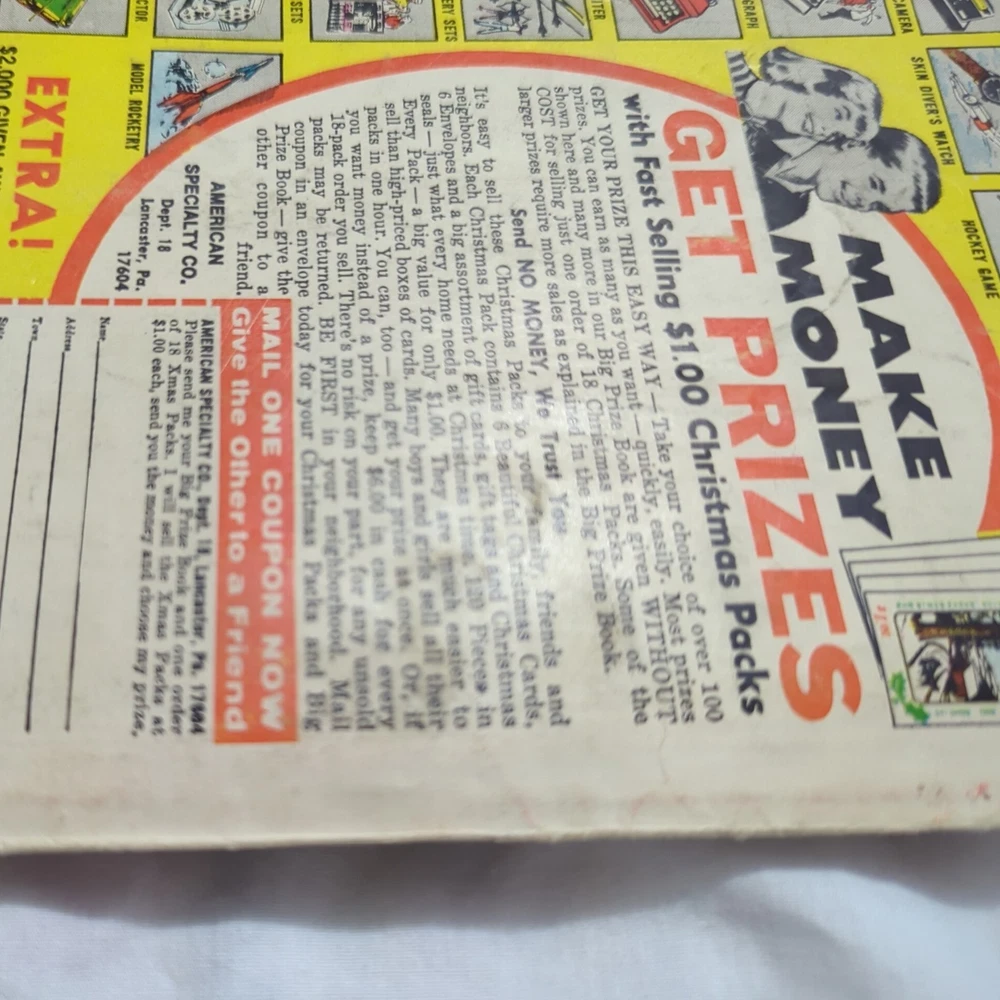 MAKE
MONEY
GET PRIZES
with Fast Selling $1.00 Christmas Packs
GET YOUR PRIZE THIS EASY WAY — Take your choice of over 100
prizes. You can earn as many as you want — quickly, easily. Most prizes
shown here and many more in our Big Prize Book are given WITHOUT
COST for selling just one order of 18 Christmas Packs. Some of the
larger prizes require more sales as explained in the Big Prize Book.
Send NO MONEY. We Trust You
It's easy to sell these Christmas Packs to your family, friends and
neighbors. Each Christmas Pack contains 6 Beautiful Christmas Cards,
6 Envelopes and a big assortment of gift cards, gift tags and Christmas
seals — just what every home needs at Christmas time. 120 Pieces in
Every Pack — a big value for only $1.00. They are much easier to
sell than high-priced boxes of cards. Many boys and girls sell all their
packs in one hour. You can, too — and get your prize at once. Or, if
you want money instead of a prize, keep $6.00 in cash for every
18-pack order you sell. There's no risk on your part, for any unsold
packs may be returned. BE FIRST in your neighborhood. Mail
coupon in an envelope today for your Christmas Packs and Big
Prize Book — give the
other coupon to a
friend.
AMERICAN
SPECIALTY CO.
Dept. 18
Lancaster, Pa.
17604
MAIL ONE COUPON NOW
Give the Other to a Friend
AMERICAN SPECIALTY CO. Dept. 18, Lancaster, Pa. 17604
Please send me your Big Prize Book and one order
of 18 Xmas Packs. I will sell the Xmas Packs at
$1.00 each, send you the money and choose my prize.
Name
Address
Town
HOCKEY GAME
SKIN DIVER'S WATCH
CAMERA
SETS
MODEL ROCKETRY
EXTRA!
$2,000 GIVEN
$1.00